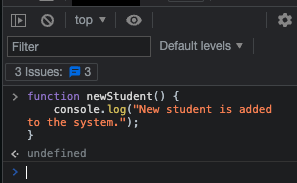 top
Filter
Default levels
3 Issues: 3
function newStudent() {
console.log("New student is added
to the system.");
}
undefined